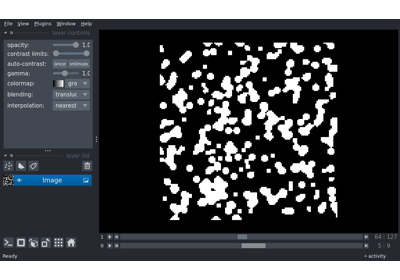 File View Plugins Window Help
layer controls
opacity: 1.0
contrast limits:
auto-contrast: once
gamma: 1.0
colormap: gra
blending: translu
interpolation: nearest
layer list
Image
1 64 127
0 5 9
Ready activity